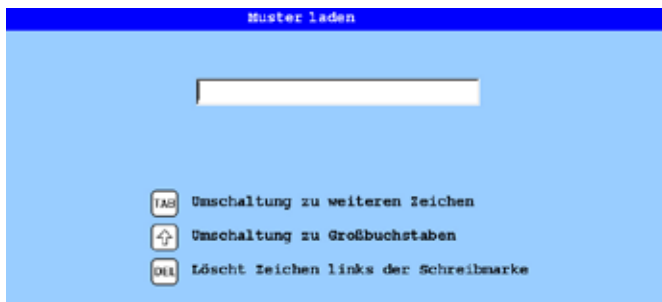 Muster laden
TAB Umschaltung zu weiteren Zeichen
Umschaltung zu Großbuchstaben
DEL Löscht Zeichen links der Schreibmarke